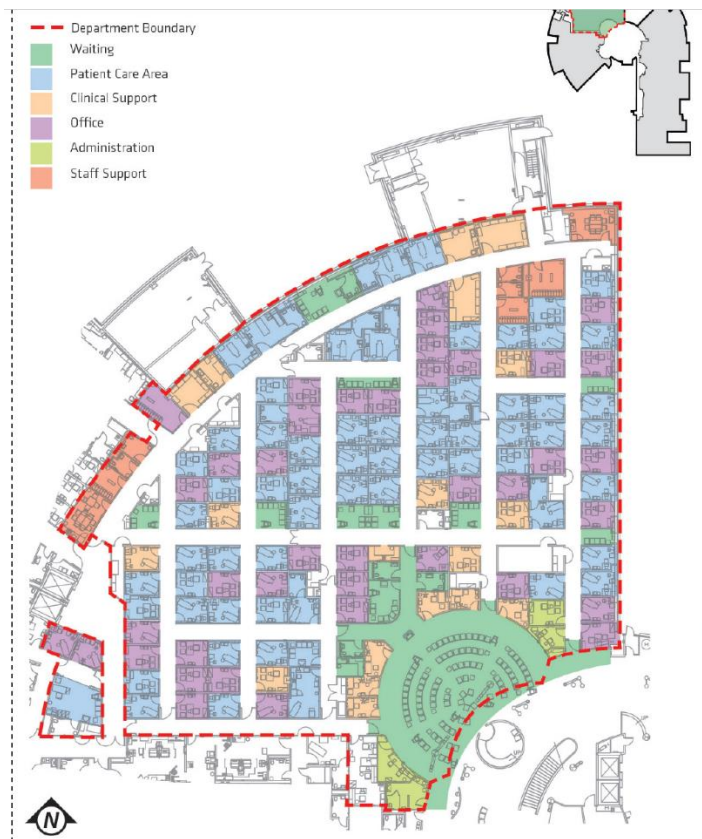 Department Boundary
Waiting
Patient Care Area
Clinical Support
Office
Administration
Staff Support
N